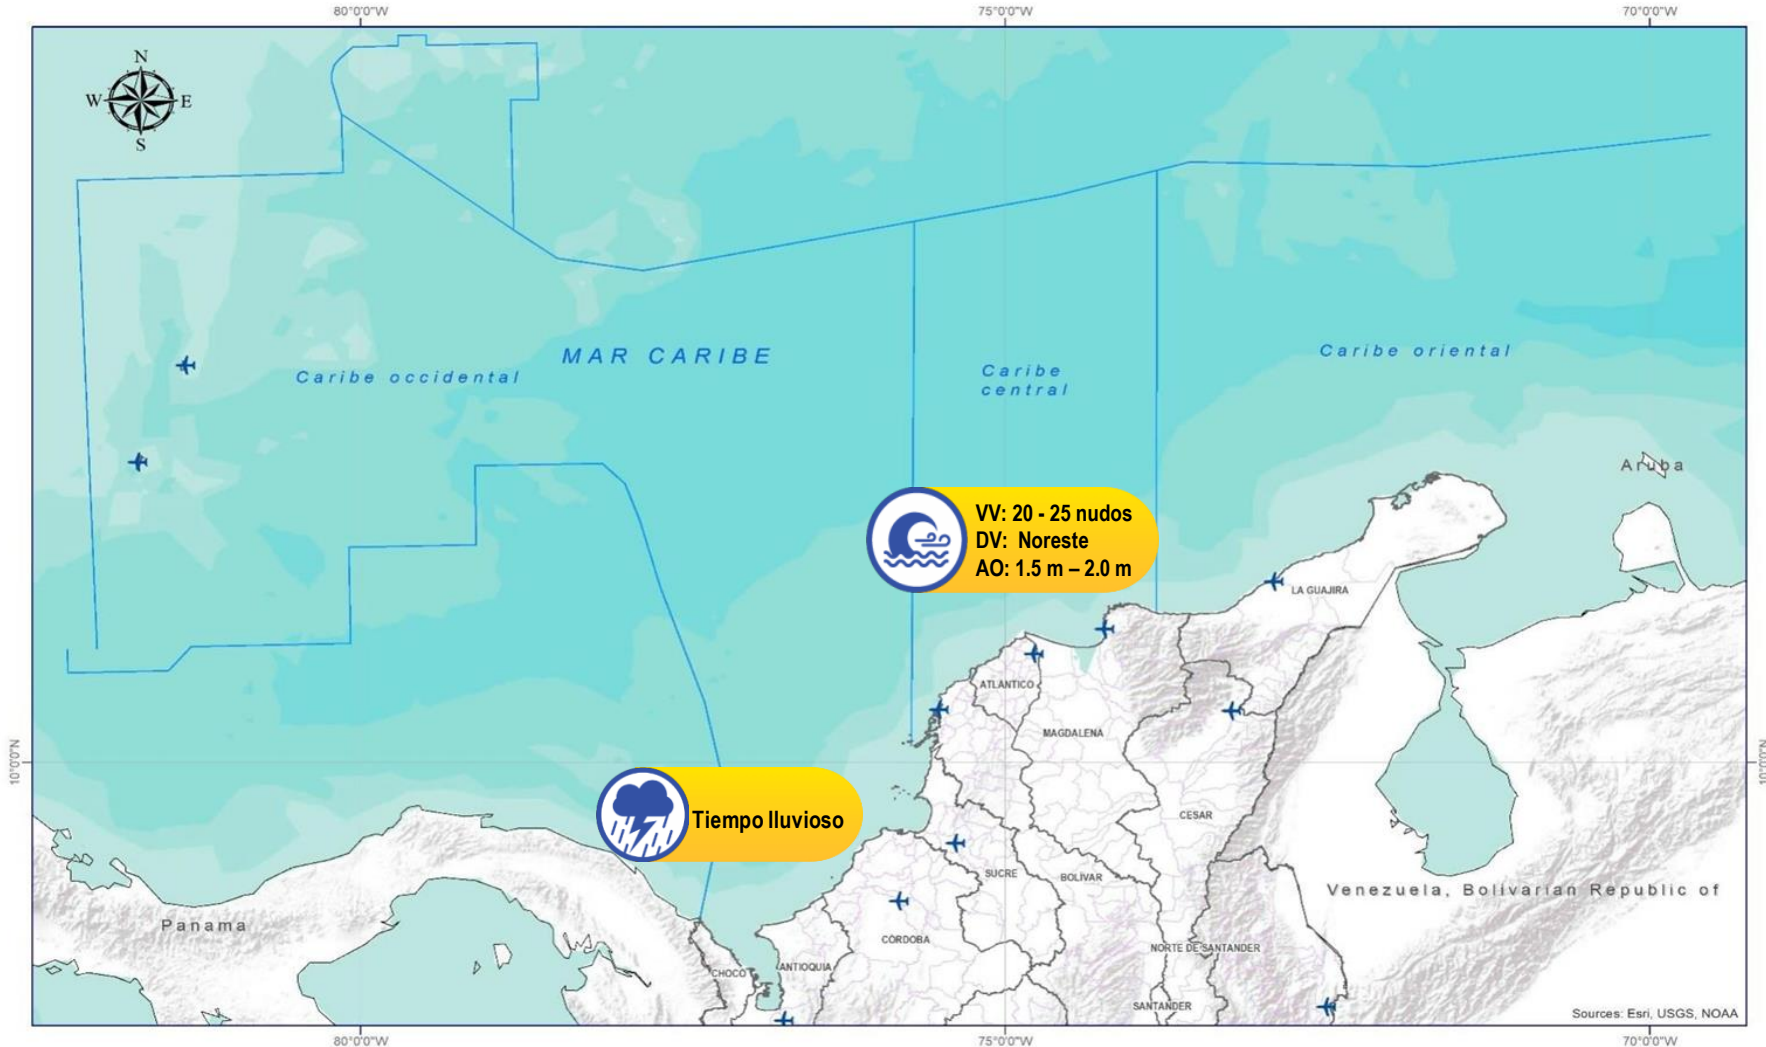 80°0'0"W
75°0'0"W
70°0'0"W
N
W
E
S
MAR CARIBE
Caribe occidental
Caribe
central
Caribe oriental
Aruba
VV: 20 - 25 nudos
DV: Noreste
AO: 1.5 m – 2.0 m
LA GUAJIRA
ATLANTICO
MAGDALENA
10°0'0"N
10°0'0"N
Tiempo lluvioso
CESAR
SUCRE
BOLIVAR
Venezuela, Bolivarian Republic of
Panama
CORDOBA
NORTE DE SANTANDER
CHOCO
ANTIOQUIA
SANTANDER
Sources: Esri, USGS, NOAA
80°0'0"W
75°0'0"W
70°0'0"W